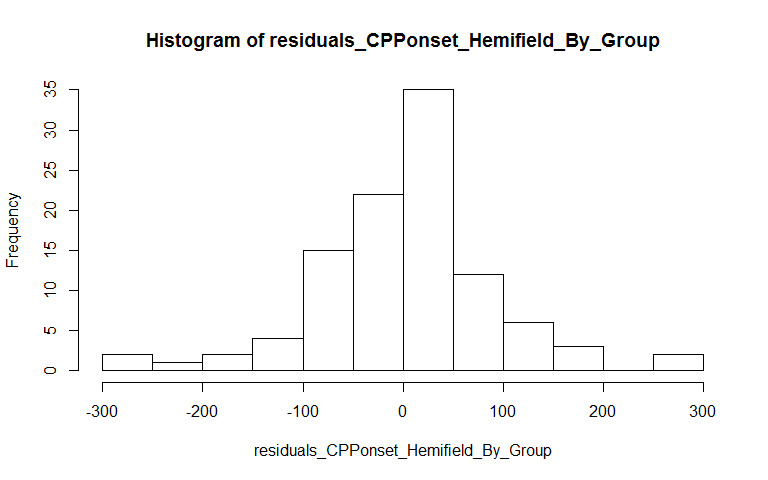 Histogram of residuals_CPPonset_Hemifield_By_Group
Frequency
35
30
25
20
15
10
5
0
-300 -200 -100 0 100 200 300
residuals_CPPonset_Hemifield_By_Group